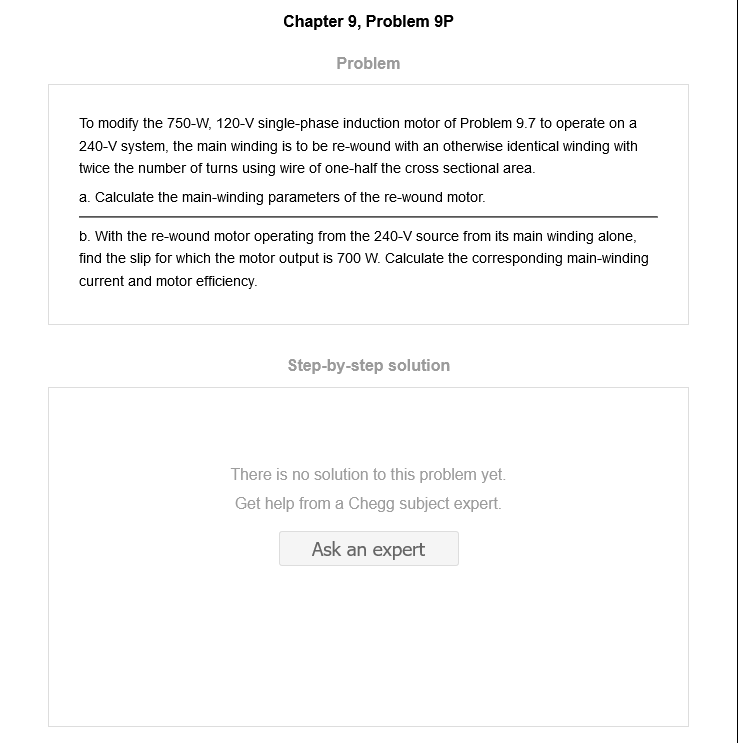 Chapter 9, Problem 9P
Problem
To modify the 750-W, 120-V single-phase induction motor of Problem 9.7 to operate on a
240-V system, the main winding is to be re-wound with an otherwise identical winding with
twice the number of turns using wire of one-half the cross sectional area.
a. Calculate the main-winding parameters of the re-wound motor.
b. With the re-wound motor operating from the 240-V source from its main winding alone,
find the slip for which the motor output is 700 W. Calculate the corresponding main-winding
current and motor efficiency.
Step-by-step solution
There is no solution to this problem yet.
Get help from a Chegg subject expert.
Ask an expert